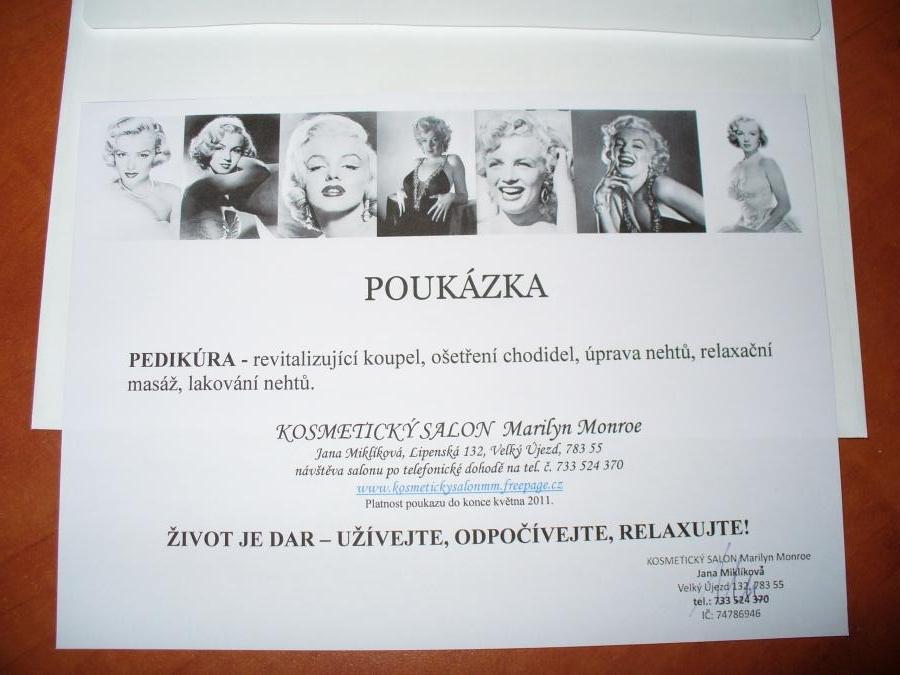 POUKÁZKA
PEDIKÚRA - revitalizující koupel, ošetření chodidel, úprava nehtů, relaxační
masáž, lakování nehtů.
KOSMETICKÝ SALON Marilyn Monroe
Jana Miklíková, Lipenská 132, Velký Újezd, 783 55
návštěva salonu po telefonické dohodě na tel. č. 733 524 370
www.kosmetickysalonmm.freepage.cz
Platnost poukazu do konce května 2011.
ŽIVOT JE DAR – UŽÍVEJTE, ODPOČÍVEJTE, RELAXUJTE!
KOSMETICKÝ SALON Marilyn Monroe
Jana Miklíková
Velký Újezd 132, 783 55
tel.: 733 524 370
IČ: 74786946